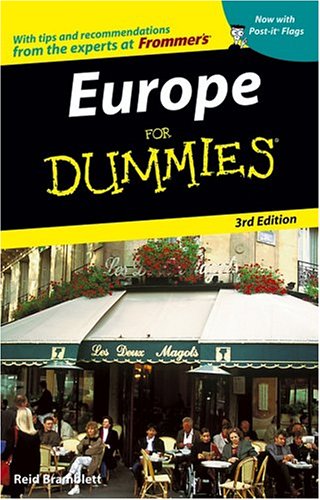 With tips and recommendations
from the experts at Frommer's®
Now with
Post-it® Flags
Europe
FOR
DUMMIES®
3rd Edition
Les Deux Magots
Les Deux Magots
Reid Bramblett